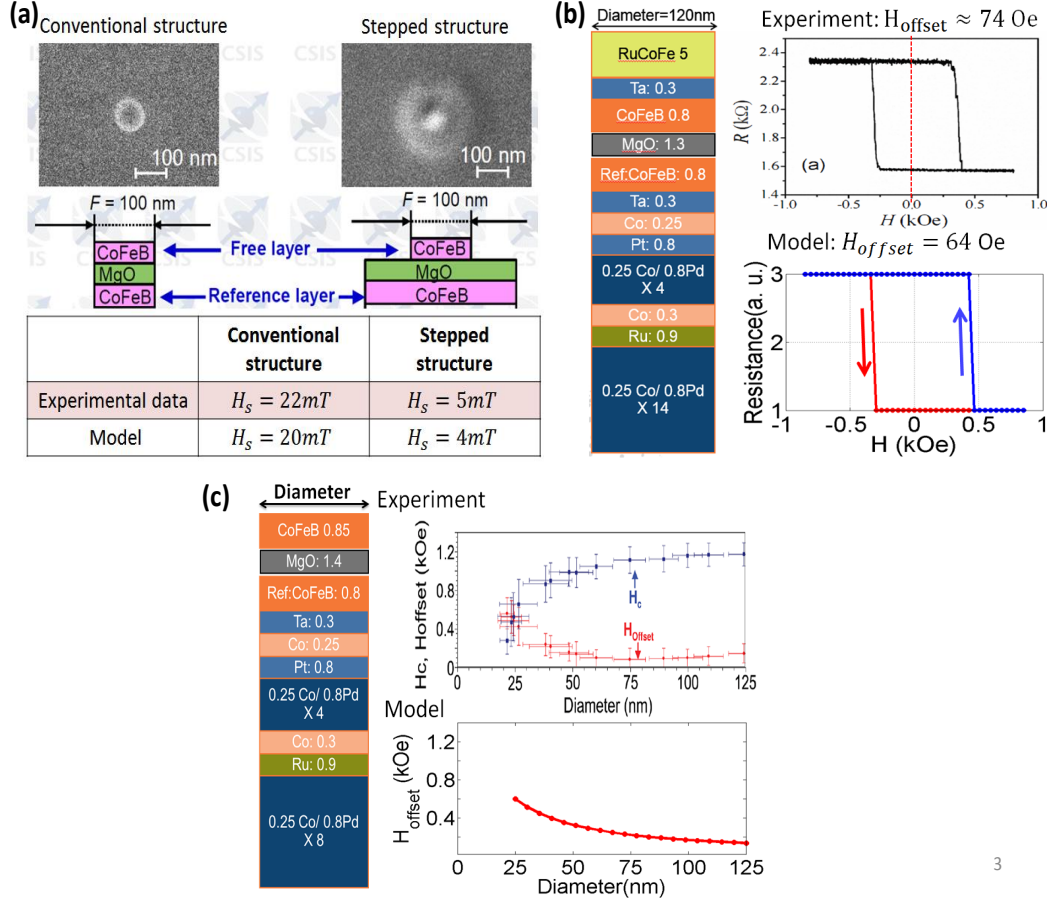 (a)
Conventional structure
Stepped structure
100 nm
100 nm
CSIS
CSIS
CSIS
F = 100 nm
F = 100 nm
CoFeB
Free layer
CoFeB
MgO
MgO
CoFeB
Reference layer
CoFeB
Conventional structure
Stepped structure
Experimental data
H_s = 22mT
H_s = 5mT
Model
H_s = 20mT
H_s = 4mT
(b)
Diameter=120nm
RuCoFe 5
Ta: 0.3
CoFeB 0.8
MgO: 1.3
Ref:CoFeB: 0.8
Ta: 0.3
Co: 0.25
Pt: 0.8
0.25 Co/ 0.8Pd
X 4
Co: 0.3
Ru: 0.9
0.25 Co/ 0.8Pd
X 14
Experiment: H_offset ≈ 74 Oe
2.4
2.2
2.0
1.8
1.6
1.4
R (kΩ)
(a)
-1.0
-0.5
0.0
0.5
1.0
H (kOe)
Model: H_offset = 64 Oe
3
2
1
Resistance(a. u.)
-1
-0.5
0
0.5
1
H (kOe)
(c)
Diameter
CoFeB 0.85
MgO: 1.4
Ref:CoFeB: 0.8
Ta: 0.3
Co: 0.25
Pt: 0.8
0.25 Co/ 0.8Pd
X 4
Co: 0.3
Ru: 0.9
0.25 Co/ 0.8Pd
X 8
Experiment
Hc, Hoffset (kOe)
1.2
0.8
0.4
0
H_c
H_Offset
0
25
50
75
100
125
Diameter (nm)
Model
H_offset (kOe)
1.2
0.8
0.4
0
25
50
75
100
125
Diameter(nm)
3